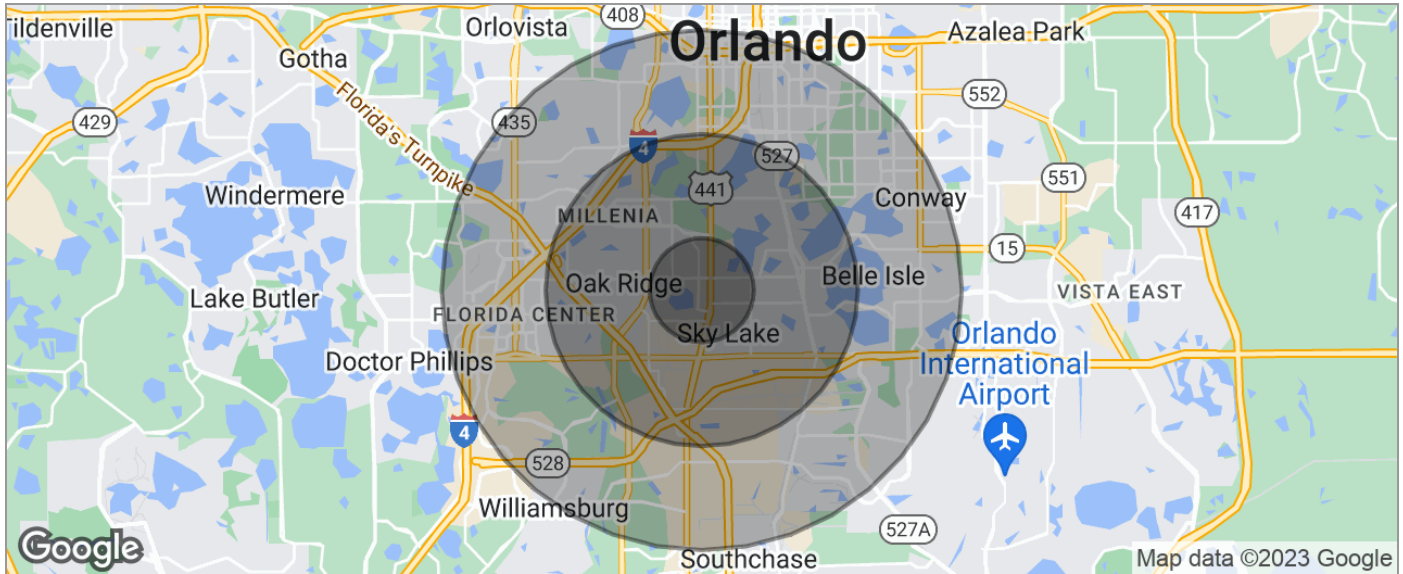 Tildenville
Orlovista
408
Orlando
Azalea Park
Gotha
429
435
552
Florida's Turnpike
4
527
551
441
Windermere
Conway
417
MILLENIA
15
Oak Ridge
Belle Isle
Lake Butler
VISTA EAST
FLORIDA CENTER
Sky Lake
Orlando
International
Airport
Doctor Phillips
4
528
Williamsburg
527A
Southchase
Google
Map data ©2023 Google